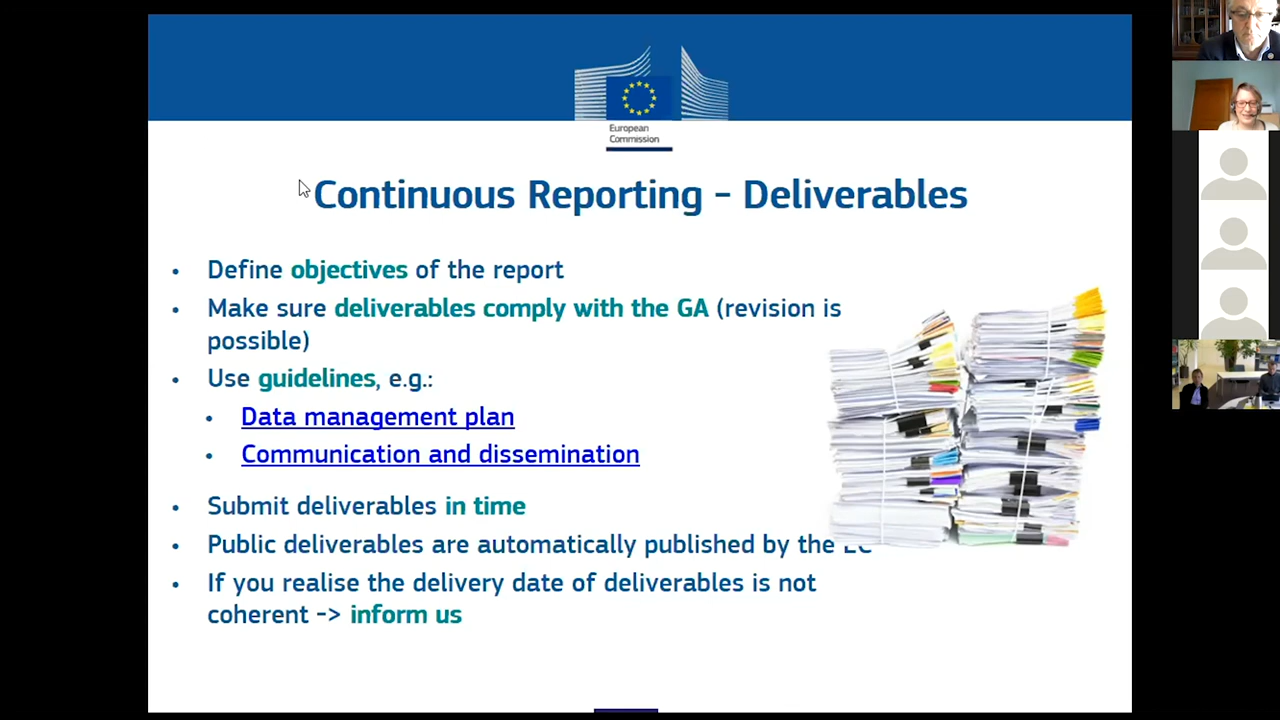 European
Commission
Continuous Reporting – Deliverables
• Define objectives of the report
• Make sure deliverables comply with the GA (revision is
possible)
• Use guidelines, e.g.:
• Data management plan
• Communication and dissemination
• Submit deliverables in time
• Public deliverables are automatically published by the
• If you realise the delivery date of deliverables is not
coherent -> inform us